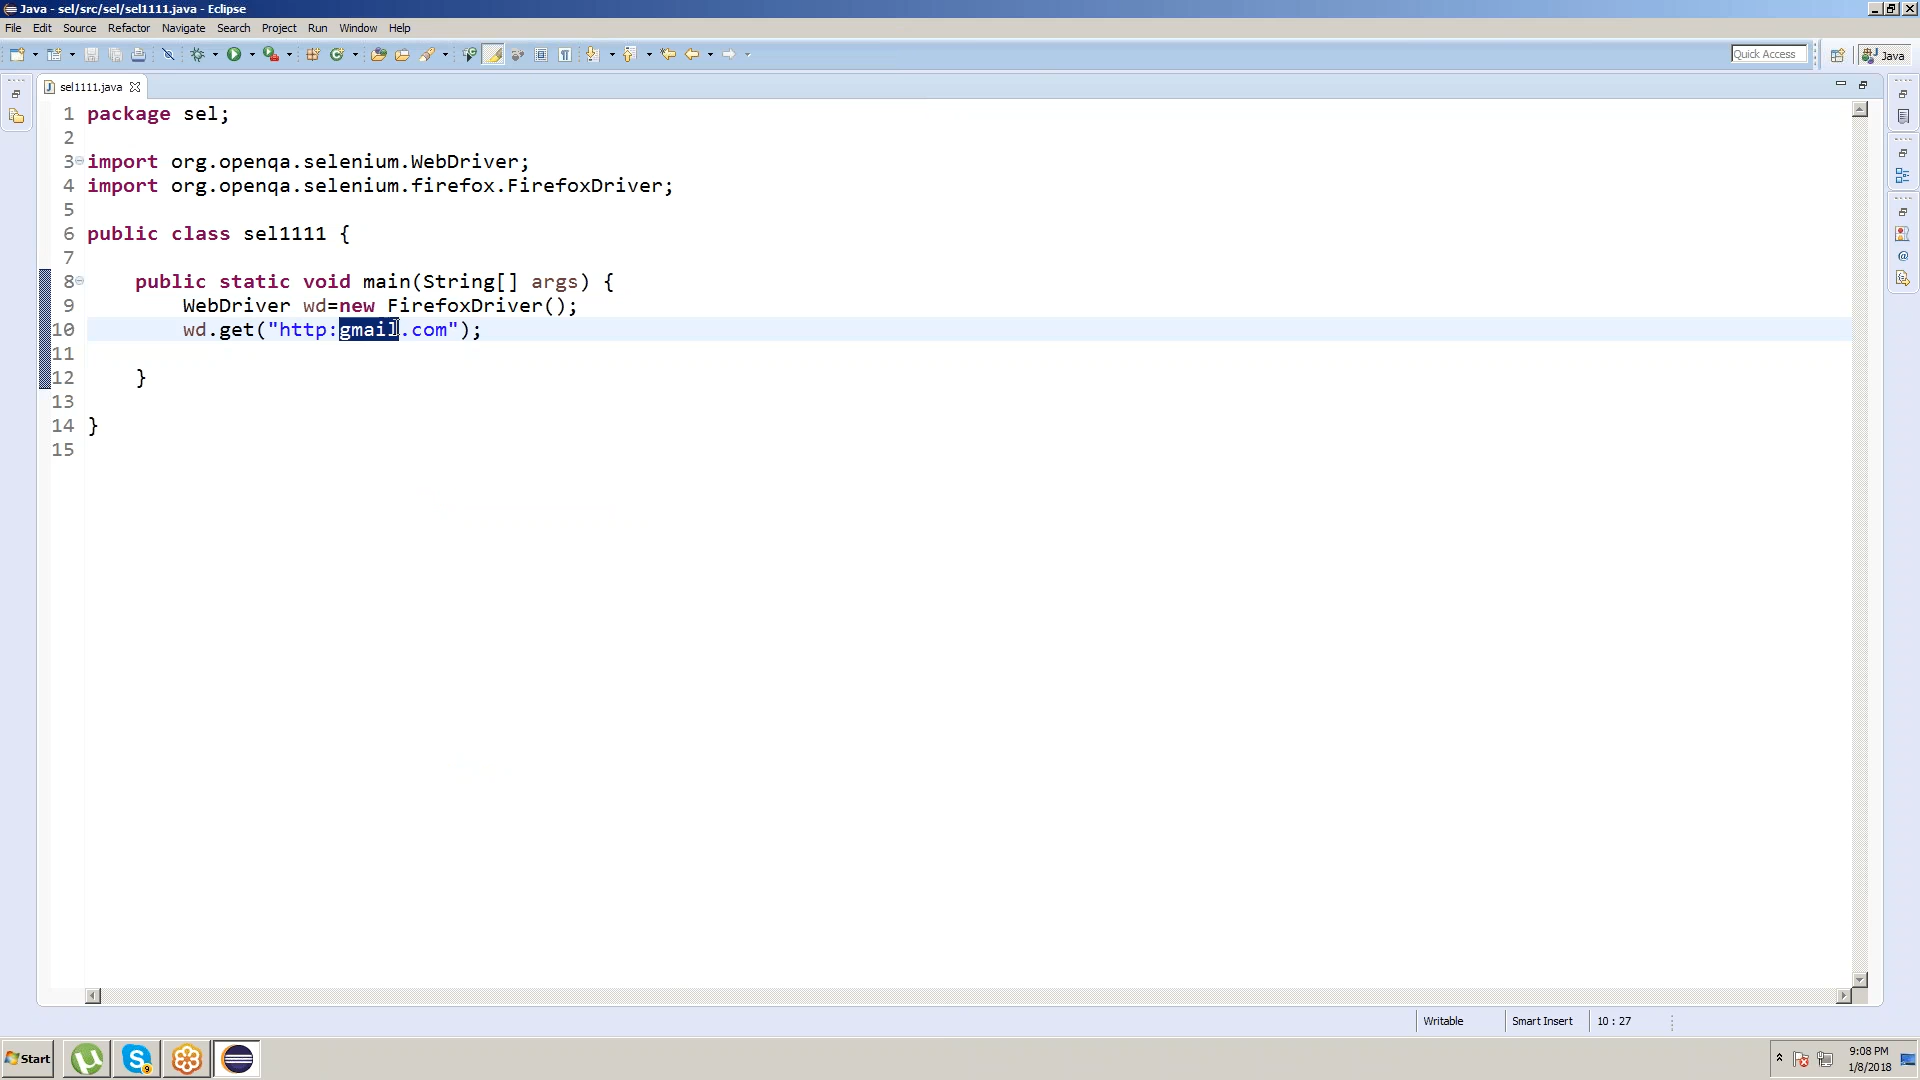 Java - sel/src/sel/sel1111.java - Eclipse
File Edit Source Refactor Navigate Search Project Run Window Help
Quick Access
Java
sel1111.java
1 package sel;
2
3 import org.openqa.selenium.WebDriver;
4 import org.openqa.selenium.firefox.FirefoxDriver;
5
6 public class sel1111 {
7
8 public static void main(String[] args) {
9 WebDriver wd=new FirefoxDriver();
10 wd.get("http:gmail.com");
11
12 }
13
14 }
15
Writable Smart Insert 10 : 27
Start
9:08 PM
1/8/2018